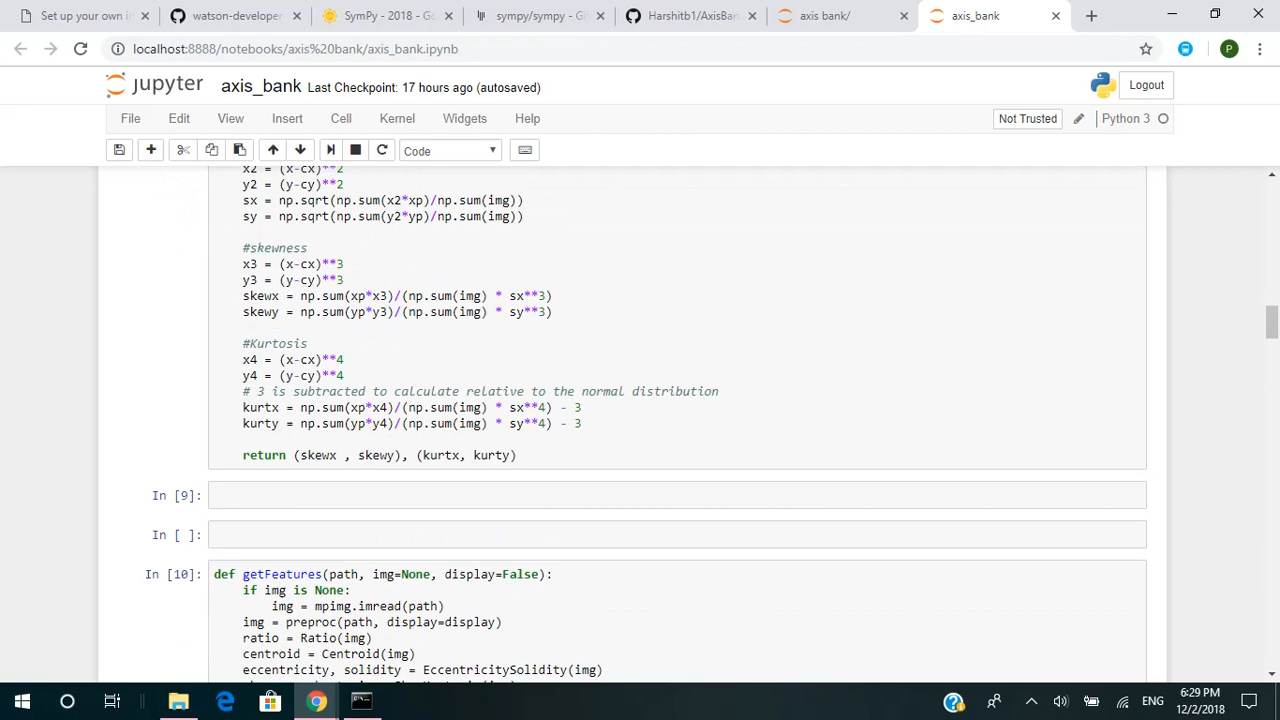 Set up your own in
watson-developer
SymPy - 2018 - Go
sympy/sympy - Git
Harshitb1/AxisBan
axis bank/
axis_bank
localhost:8888/notebooks/axis%20bank/axis_bank.ipynb
P
jupyter axis_bank Last Checkpoint: 17 hours ago (autosaved)
Logout
File Edit View Insert Cell Kernel Widgets Help
Not Trusted
Python 3
Code
x2 = (x-cx)**2
y2 = (y-cy)**2
sx = np.sqrt(np.sum(x2*xp)/np.sum(img))
sy = np.sqrt(np.sum(y2*yp)/np.sum(img))
#skewness
x3 = (x-cx)**3
y3 = (y-cy)**3
skewx = np.sum(xp*x3)/(np.sum(img) * sx**3)
skewy = np.sum(yp*y3)/(np.sum(img) * sy**3)
#Kurtosis
x4 = (x-cx)**4
y4 = (y-cy)**4
# 3 is subtracted to calculate relative to the normal distribution
kurtx = np.sum(xp*x4)/(np.sum(img) * sx**4) - 3
kurty = np.sum(yp*y4)/(np.sum(img) * sy**4) - 3
return (skewx , skewy), (kurtx, kurty)
In [9]:
In [ ]:
In [10]:
def getFeatures(path, img=None, display=False):
if img is None:
img = mpimg.imread(path)
img = preproc(path, display=display)
ratio = Ratio(img)
centroid = Centroid(img)
eccentricity, solidity = EccentricitySolidity(img)
ENG
6:29 PM
12/2/2018